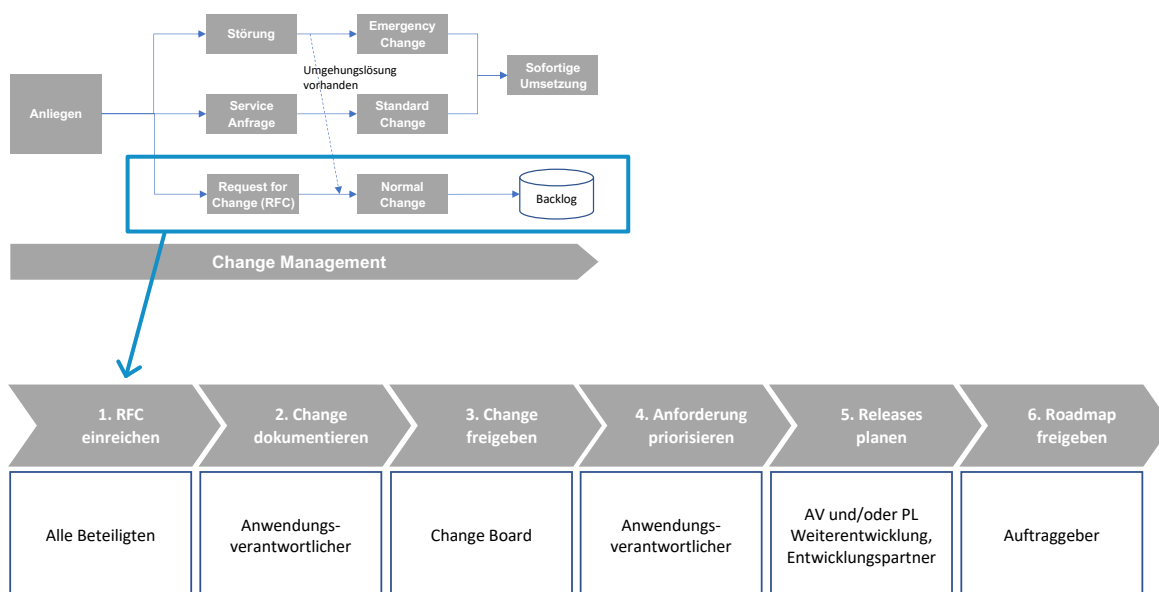 Störung
Emergency
Change
Umgehungslösung
vorhanden
Sofortige
Umsetzung
Anliegen
Service
Anfrage
Standard
Change
Request for
Change (RFC)
Normal
Change
Backlog
Change Management
1. RFC
einreichen
2. Change
dokumentieren
3. Change
freigeben
4. Anforderung
priorisieren
5. Releases
planen
6. Roadmap
freigeben
Alle Beteiligten
Anwendungs-
verantwortlicher
Change Board
Anwendungs-
verantwortlicher
AV und/oder PL
Weiterentwicklung,
Entwicklungspartner
Auftraggeber